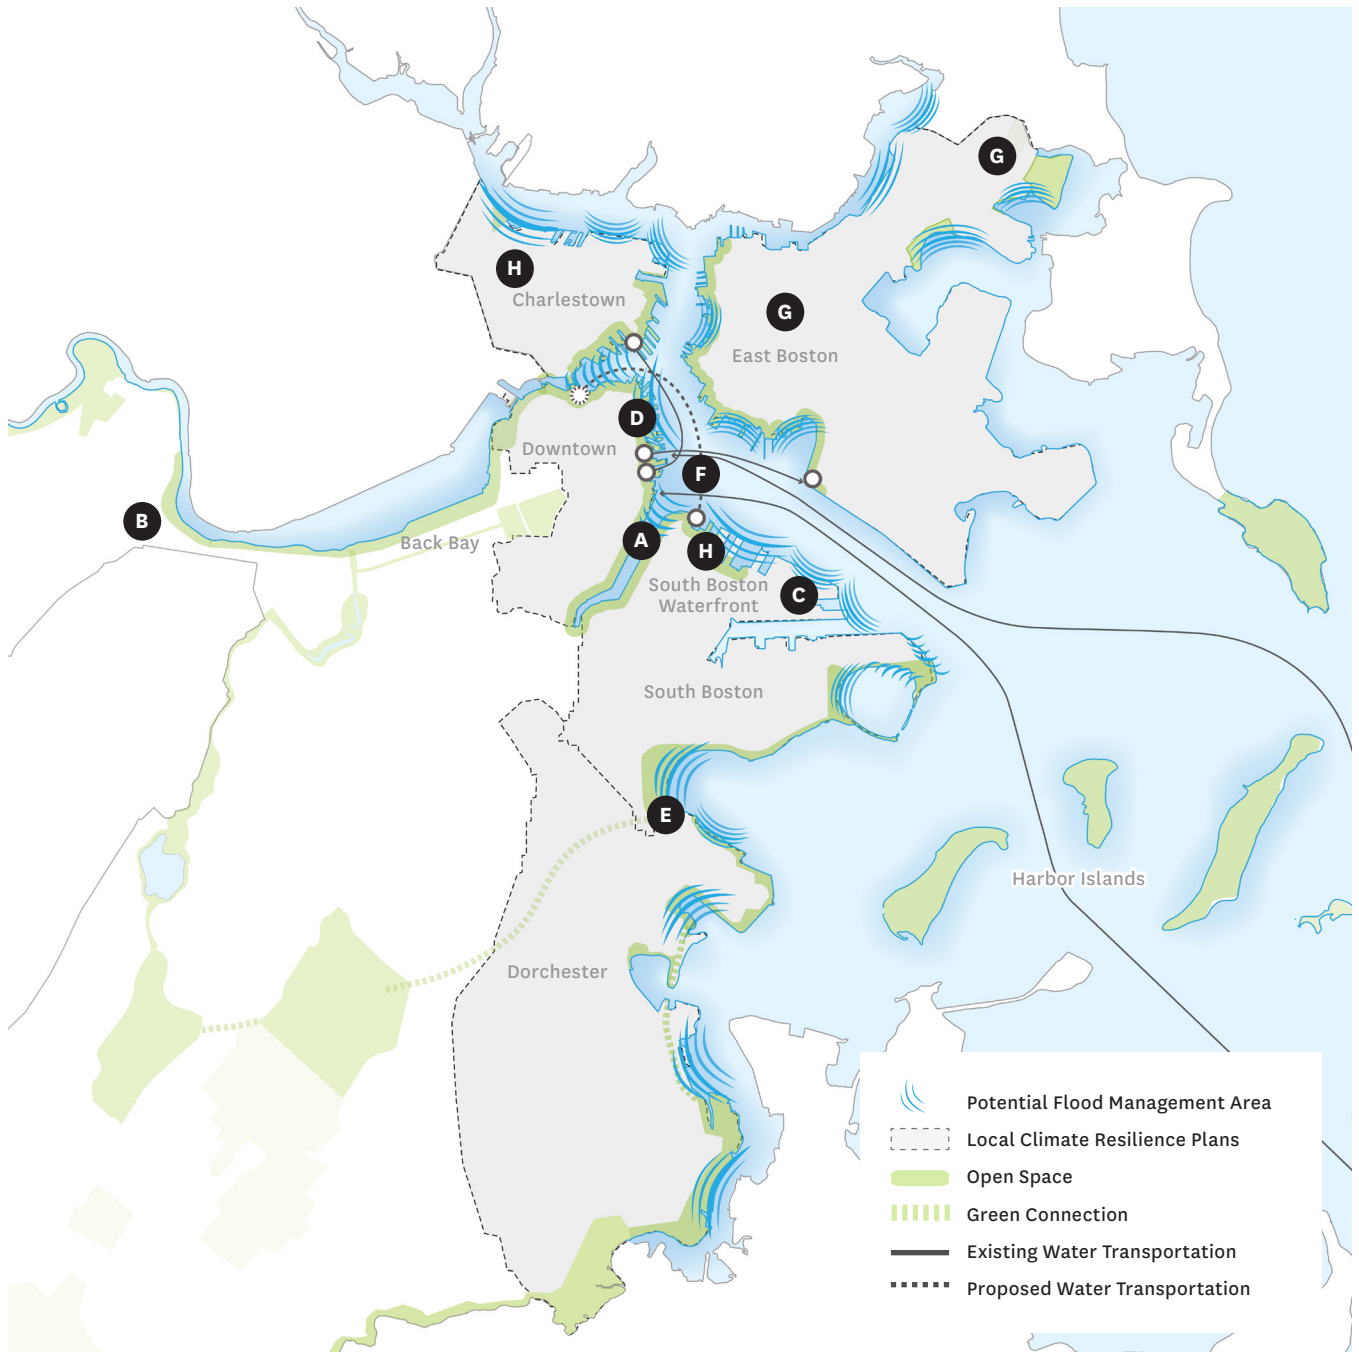 G
H
Charlestown
G
East Boston
D
Downtown
F
B
A
Back Bay
H
South Boston
Waterfront
C
South Boston
E
Harbor Islands
Dorchester
Potential Flood Management Area
Local Climate Resilience Plans
Open Space
Green Connection
Existing Water Transportation
Proposed Water Transportation